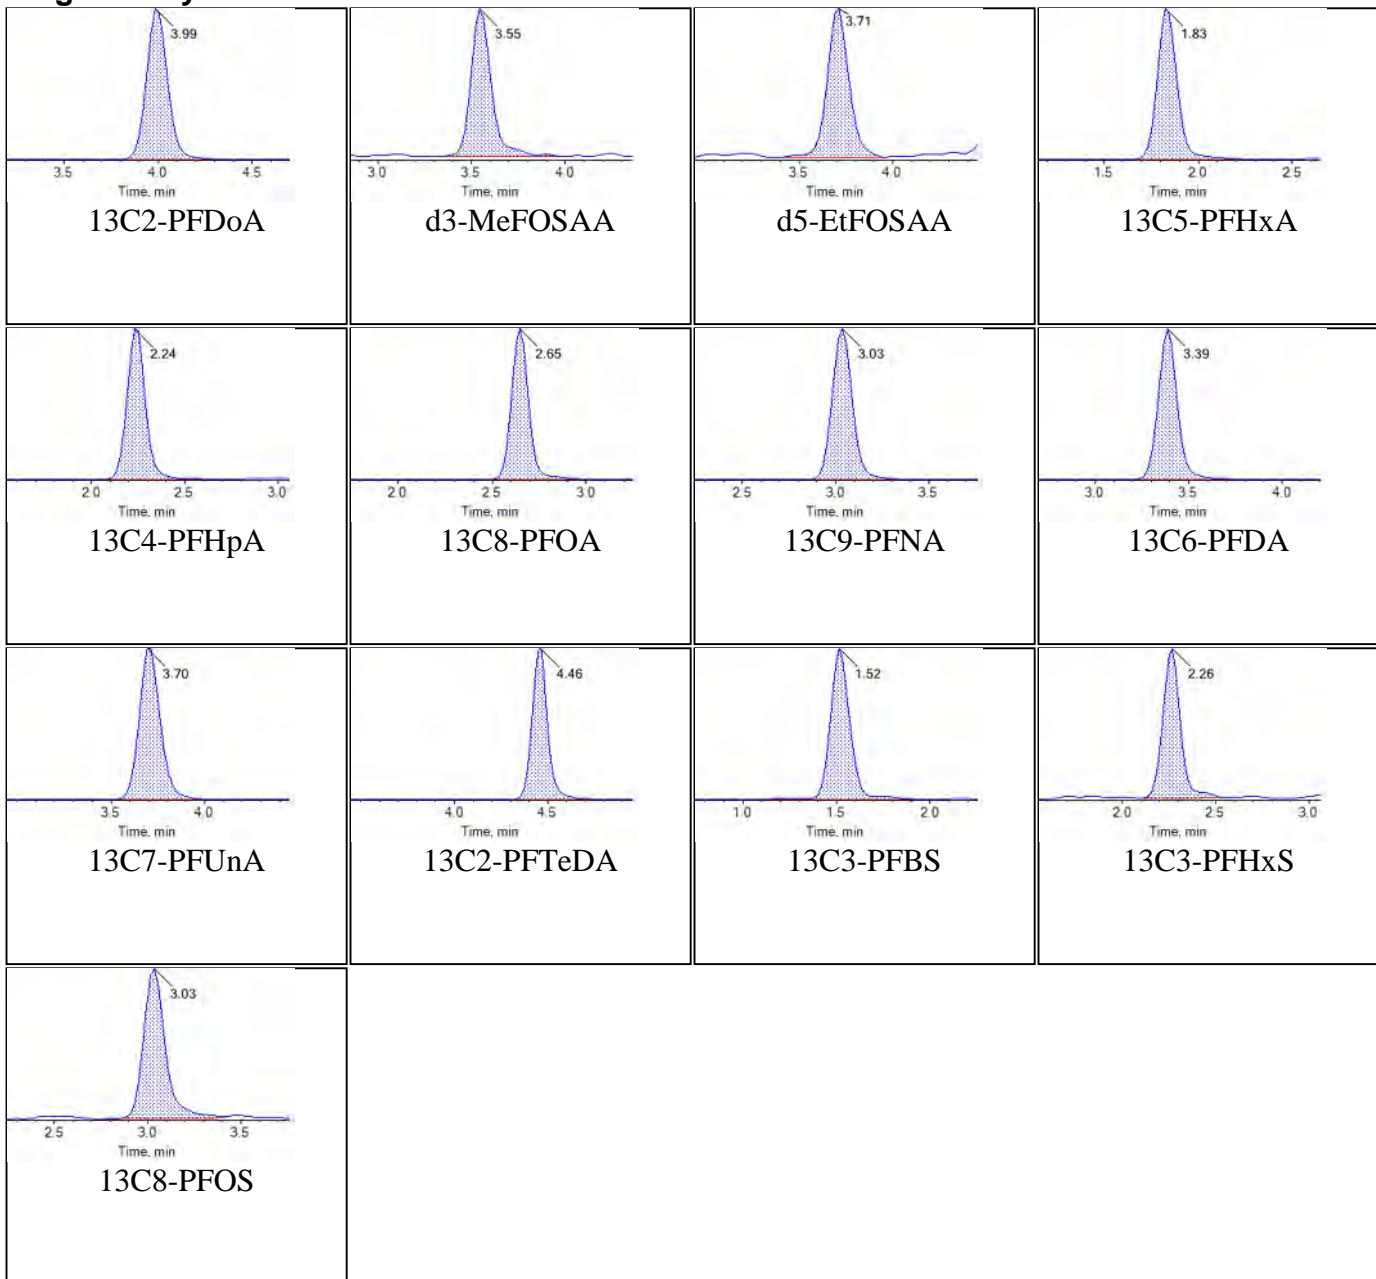 3.99
3.5 4.0 4.5
Time, min
13C2-PFDoA
3.55
3.0 3.5 4.0
Time, min
d3-MeFOSAA
3.71
3.5 4.0
Time, min
d5-EtFOSAA
1.83
1.5 2.0 2.5
Time, min
13C5-PFHxA
2.24
2.0 2.5 3.0
Time, min
13C4-PFHpA
2.65
2.0 2.5 3.0
Time, min
13C8-PFOA
3.03
2.5 3.0 3.5
Time, min
13C9-PFNA
3.39
3.0 3.5 4.0
Time, min
13C6-PFDA
3.70
3.5 4.0
Time, min
13C7-PFUnA
4.46
4.0 4.5
Time, min
13C2-PFTeDA
1.52
1.0 1.5 2.0
Time, min
13C3-PFBS
2.26
2.0 2.5 3.0
Time, min
13C3-PFHxS
3.03
2.5 3.0 3.5
Time, min
13C8-PFOS